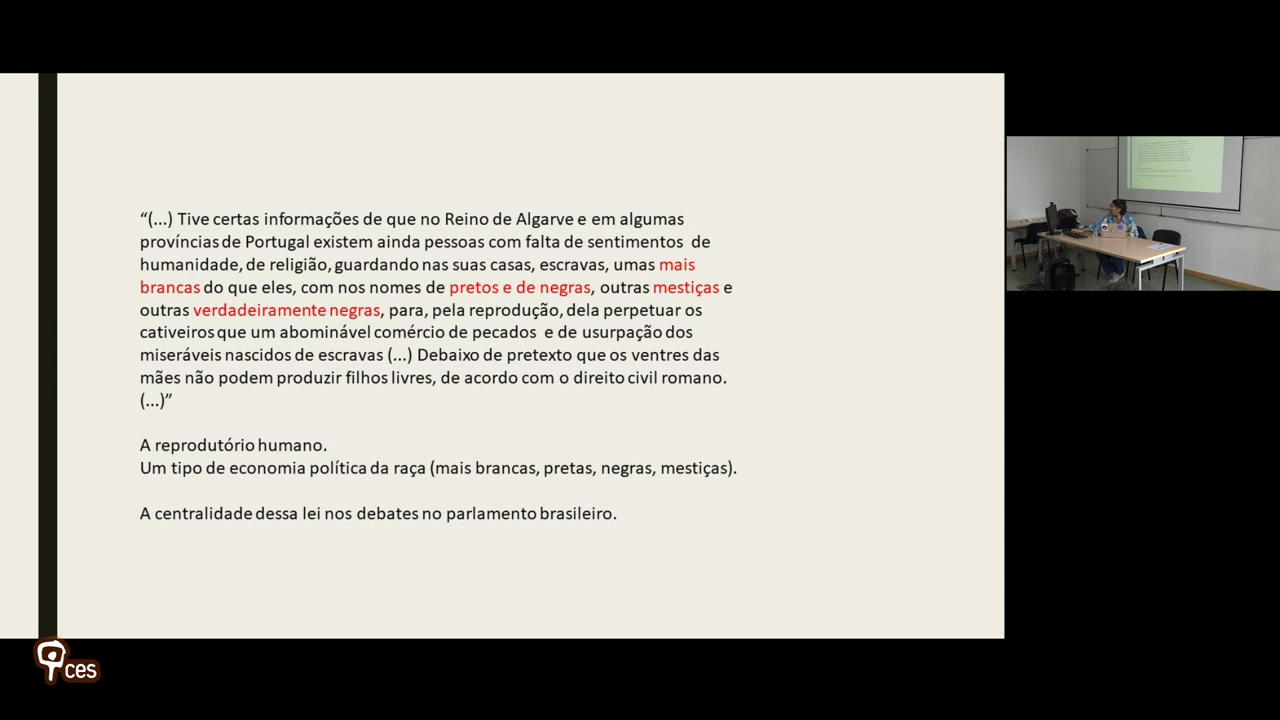 “(...) Tive certas informações de que no Reino de Algarve e em algumas
províncias de Portugal existem ainda pessoas com falta de sentimentos de
humanidade, de religião, guardando nas suas casas, escravas, umas mais
brancas do que eles, com nos nomes de pretos e de negras, outras mestiças e
outras verdadeiramente negras, para, pela reprodução, dela perpetuar os
cativeiros que um abominável comércio de pecados e de usurpação dos
miseráveis nascidos de escravas (...) Debaixo de pretexto que os ventres das
mães não podem produzir filhos livres, de acordo com o direito civil romano.
(...)”
A reprodutório humano.
Um tipo de economia política da raça (mais brancas, pretas, negras, mestiças).
A centralidade dessa lei nos debates no parlamento brasileiro.
ces